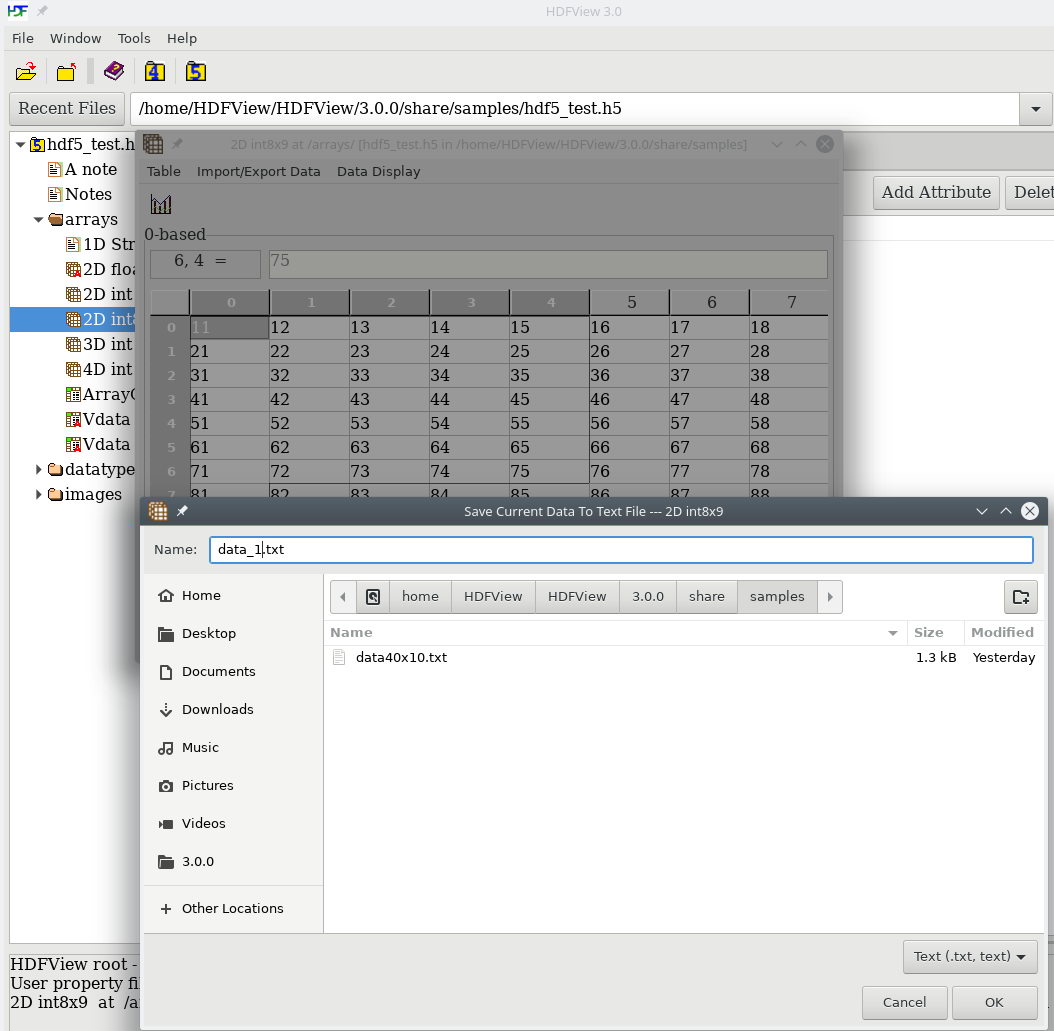 HDF HDFView 3.0
File Window Tools Help
4 5
Recent Files /home/HDFView/HDFView/3.0.0/share/samples/hdf5_test.h5
5 hdf5_test.h
A note
Notes
arrays
1D Str
2D floa
2D int
2D int8
3D int
4D int
ArrayO
Vdata
Vdata
datatype
images
2D int8x9 at /arrays/ [hdf5_test.h5 in /home/HDFView/HDFView/3.0.0/share/samples]
Table Import/Export Data Data Display
0-based
6, 4 = 75
0 1 2 3 4 5 6 7
0 11 12 13 14 15 16 17 18
1 21 22 23 24 25 26 27 28
2 31 32 33 34 35 36 37 38
3 41 42 43 44 45 46 47 48
4 51 52 53 54 55 56 57 58
5 61 62 63 64 65 66 67 68
6 71 72 73 74 75 76 77 78
7 81 82 83 84 85 86 87 88
Add Attribute Delet
Save Current Data To Text File --- 2D int8x9
Name: data_1.txt
Home
Desktop
Documents
Downloads
Music
Pictures
Videos
3.0.0
Other Locations
home HDFView HDFView 3.0.0 share samples
Name Size Modified
data40x10.txt 1.3 kB Yesterday
Text (.txt, text)
Cancel OK
HDFView root -
User property fi
2D int8x9 at /a